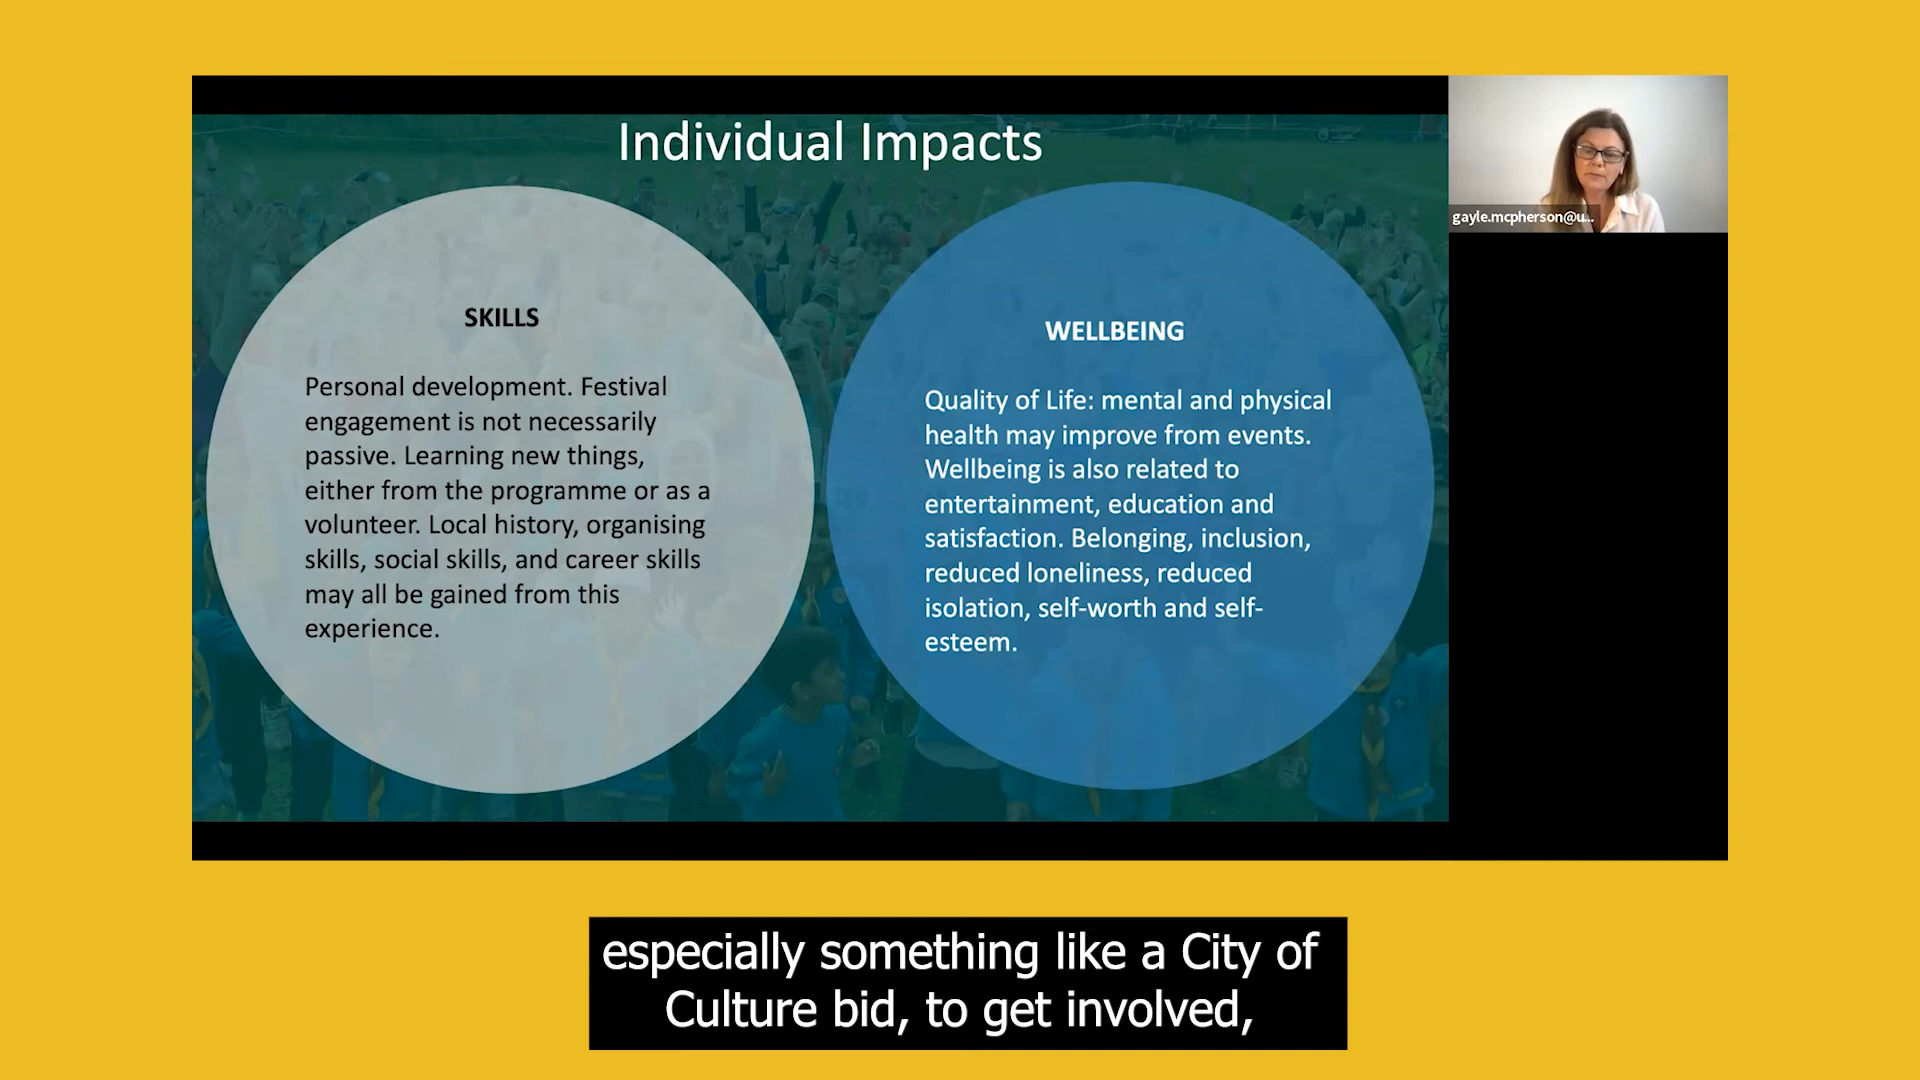 Individual Impacts
SKILLS
Personal development. Festival
engagement is not necessarily
passive. Learning new things,
either from the programme or as a
volunteer. Local history, organising
skills, social skills, and career skills
may all be gained from this
experience.
WELLBEING
Quality of Life: mental and physical
health may improve from events.
Wellbeing is also related to
entertainment, education and
satisfaction. Belonging, inclusion,
reduced loneliness, reduced
isolation, self-worth and self-
esteem.
gayle.mcpherson@u...
especially something like a City of
Culture bid, to get involved,